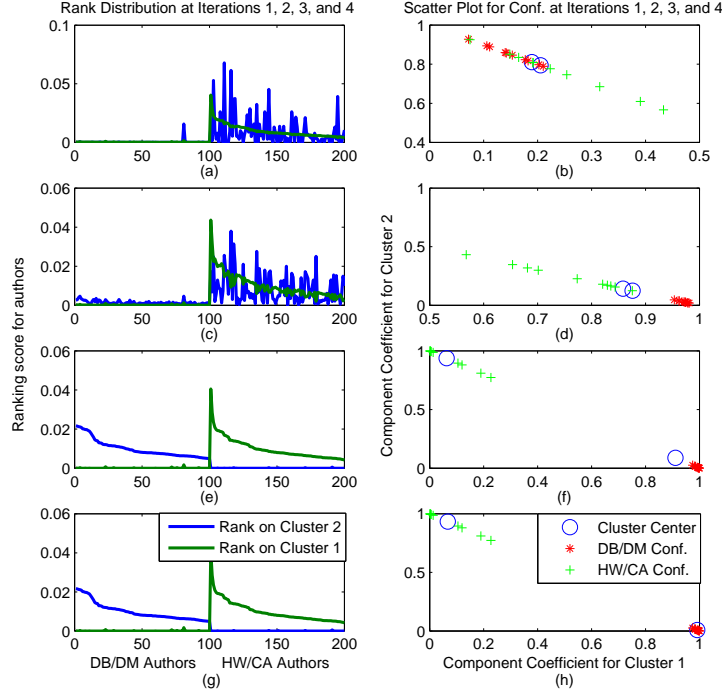 Rank Distribution at Iterations 1, 2, 3, and 4
Scatter Plot for Conf. at Iterations 1, 2, 3, and 4
0.1
0.05
0
0 50 100 150 200
(a)
1
0.8
0.6
0.4
0 0.1 0.2 0.3 0.4 0.5
(b)
0.06
0.04
0.02
0
0 50 100 150 200
(c)
1
0.5
0
0.5 0.6 0.7 0.8 0.9 1
(d)
Ranking score for authors
Component Coefficient for Cluster 2
0.06
0.04
0.02
0
0 50 100 150 200
(e)
1
0.5
0
0 0.2 0.4 0.6 0.8 1
(f)
0.06
0.04
0.02
0
Rank on Cluster 2
Rank on Cluster 1
0 50 100 150 200
DB/DM Authors HW/CA Authors
(g)
1
0.5
0
Cluster Center
DB/DM Conf.
HW/CA Conf.
0 0.2 0.4 0.6 0.8 1
Component Coefficient for Cluster 1
(h)